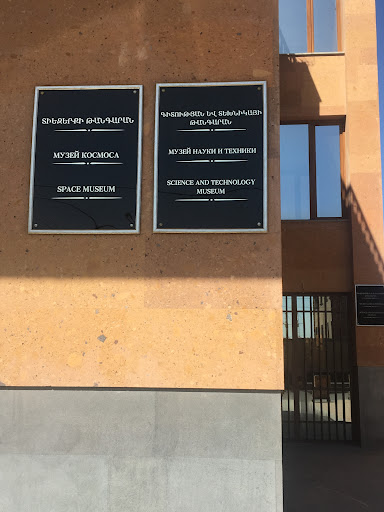 ՏԻԵԶԵՐՔԻ ԹԱՆԳԱՐԱՆ
МУЗЕЙ КОСМОСА
SPACE MUSEUM
ԳԻՏՈՒԹՅԱՆ ԵՎ ՏԵԽՆԻԿԱՅԻ
ԹԱՆԳԱՐԱՆ
МУЗЕЙ НАУКИ И ТЕХНИКИ
SCIENCE AND TECHNOLOGY
MUSEUM